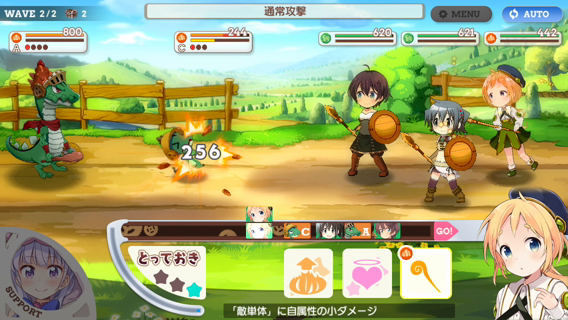 WAVE 2/2 2
通常攻撃
MENU
AUTO
800
A
244
C
620
621
442
256
C A GO!
とっておき
SUPPORT
「敵単体」に自属性の小ダメージ